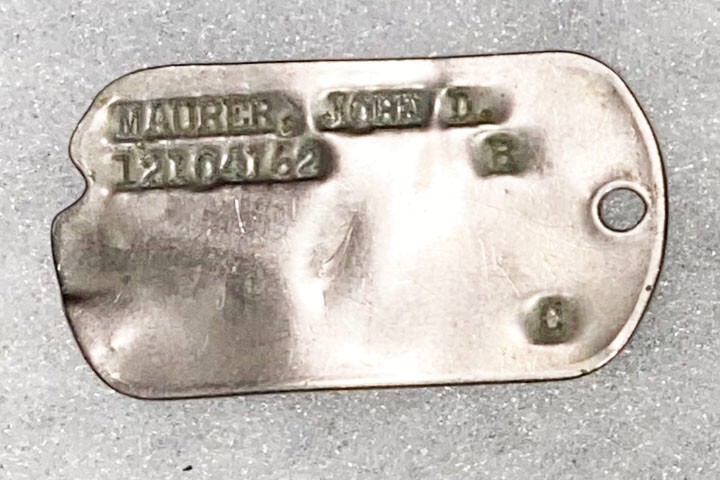 MAURER, JOHN D.
12104162 B
C